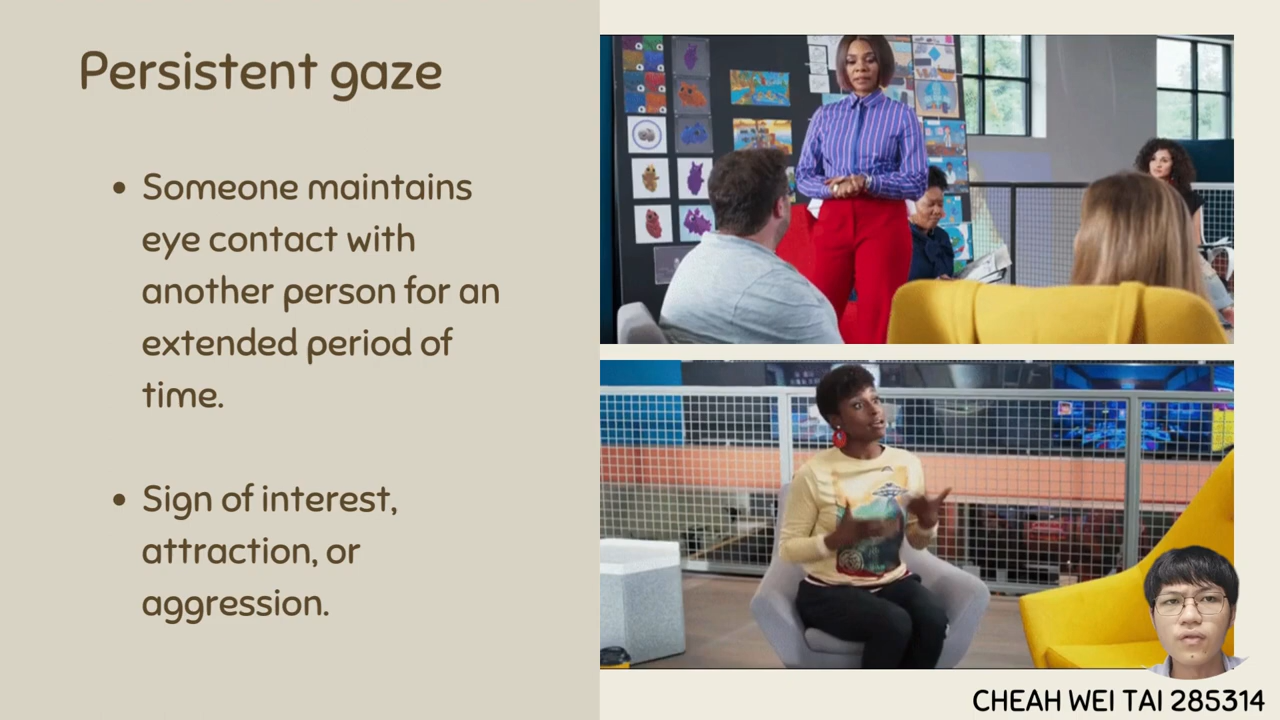 Persistent gaze
• Someone maintains
eye contact with
another person for an
extended period of
time.
• Sign of interest,
attraction, or
aggression.
CHEAH WEI TAI 285314